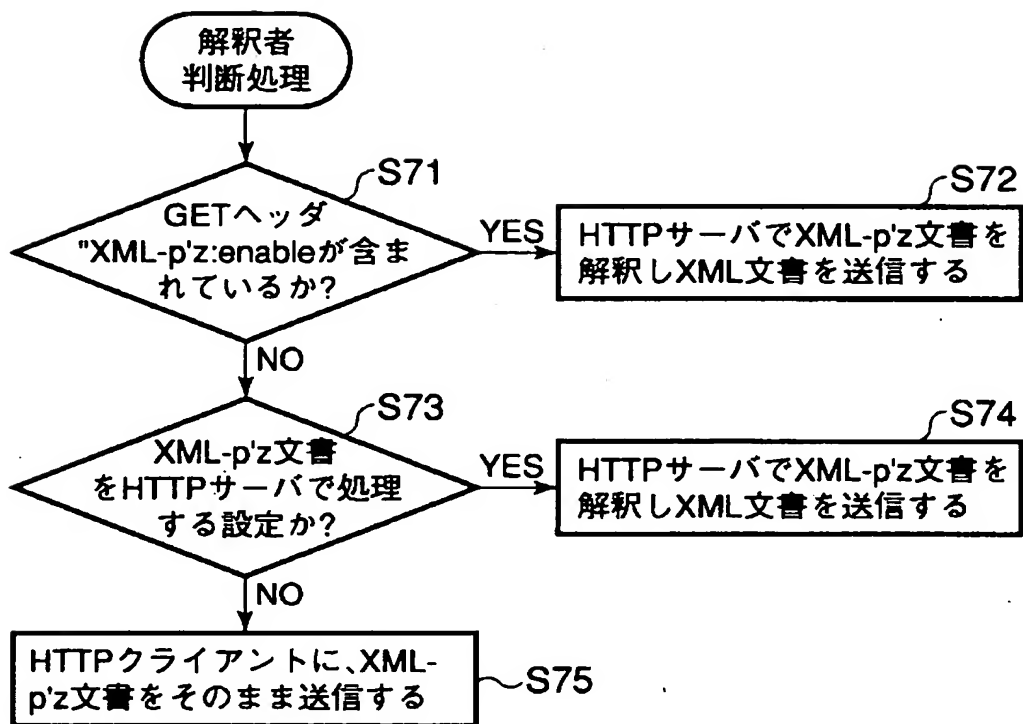 解釈者
判断処理
S71
GETヘッダ
"XML-p'z:enableが含ま
れているか?
YES
S72
HTTPサーバでXML-p'z文書を
解釈しXML文書を送信する
NO
S73
XML-p'z文書
をHTTPサーバで処理
する設定か?
YES
S74
HTTPサーバでXML-p'z文書を
解釈しXML文書を送信する
NO
HTTPクライアントに、XML-
p'z文書をそのまま送信する
S75